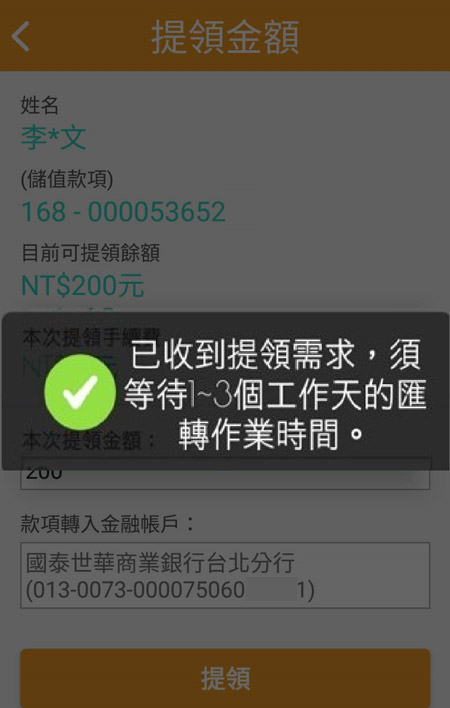 提領金額
姓名
李*文
(儲值款項)
168 - 000053652
目前可提領餘額
NT$200元
本次提領手續費
已收到提領需求，須
等待1~3個工作天的匯
轉作業時間。
本次提領金額：
200
款項轉入金融帳戶：
國泰世華商業銀行台北分行
(013-0073-000075060 1)
提領